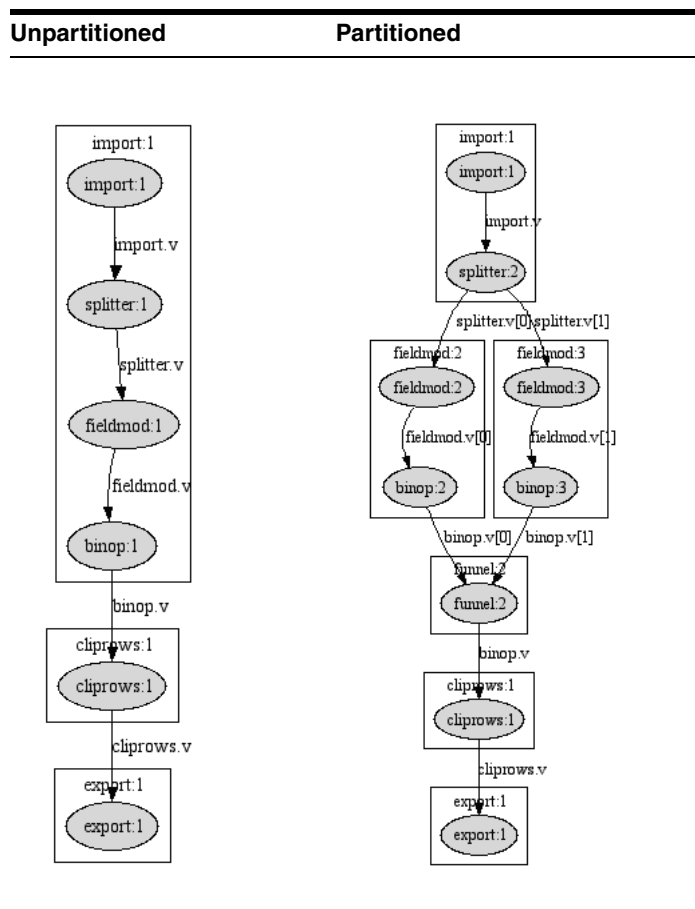 Unpartitioned Partitioned
import:1
import:1
import.v
splitter:1
splitter.v
fieldmod:1
fieldmod.v
binop:1
binop.v
cliprows:1
cliprows:1
cliprows.v
export:1
export:1
import:1
import:1
import.v
splitter:2
splitter.v[0] splitter.v[1]
fieldmod:2 fieldmod:3
fieldmod:2 fieldmod:3
fieldmod.v[0] fieldmod.v[1]
binop:2 binop:3
binop.v[0] binop.v[1]
funnel:2
funnel:2
binop.v
cliprows:1
cliprows:1
cliprows.v
export:1
export:1